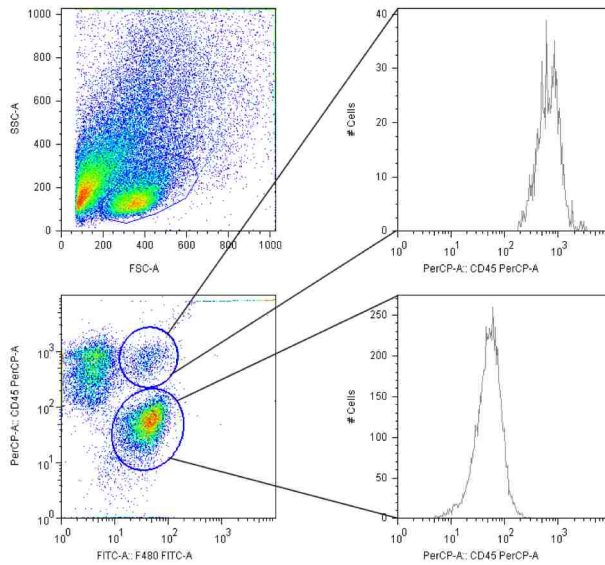 1000
800
600
400
200
0
SSC-A
0 200 400 600 800 1000
FSC-A
40
30
20
10
0
# Cells
10^0 10^1 10^2 10^3
PerCP-A:: CD45 PerCP-A
10^3
10^2
10^1
10^0
PerCP-A:: CD45 PerCP-A
10^0 10^1 10^2 10^3
FITC-A:: F480 FITC-A
250
200
150
100
50
0
# Cells
10^0 10^1 10^2 10^3
PerCP-A:: CD45 PerCP-A